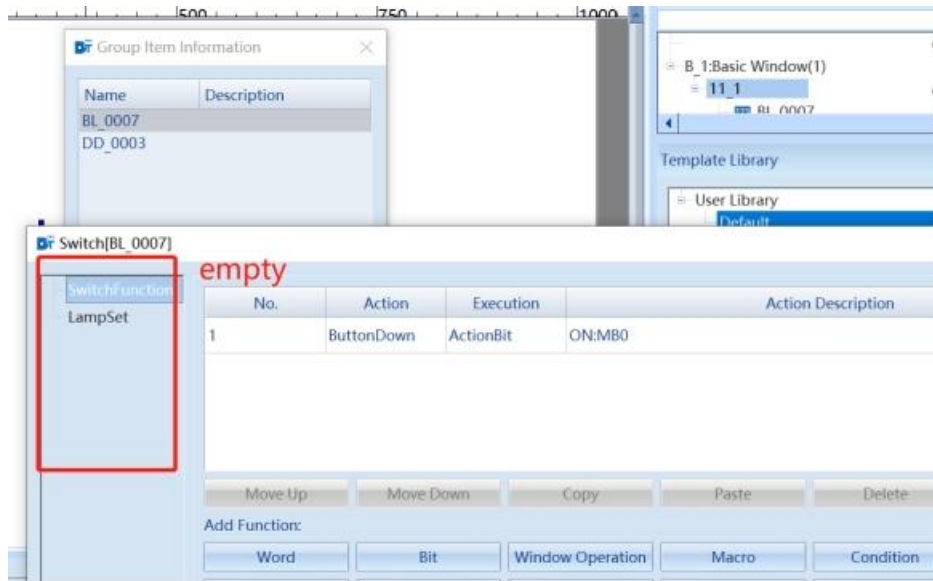 500 750 1000
Group Item Information
Name Description
BL_0007
DD_0003
B_1:Basic Window(1)
11_1
BL_0007
Template Library
User Library
Default
Switch[BL_0007]
empty
SwitchFunction
LampSet
No. Action Execution Action Description
1 ButtonDown ActionBit ON:MB0
Move Up Move Down Copy Paste Delete
Add Function:
Word Bit Window Operation Macro Condition